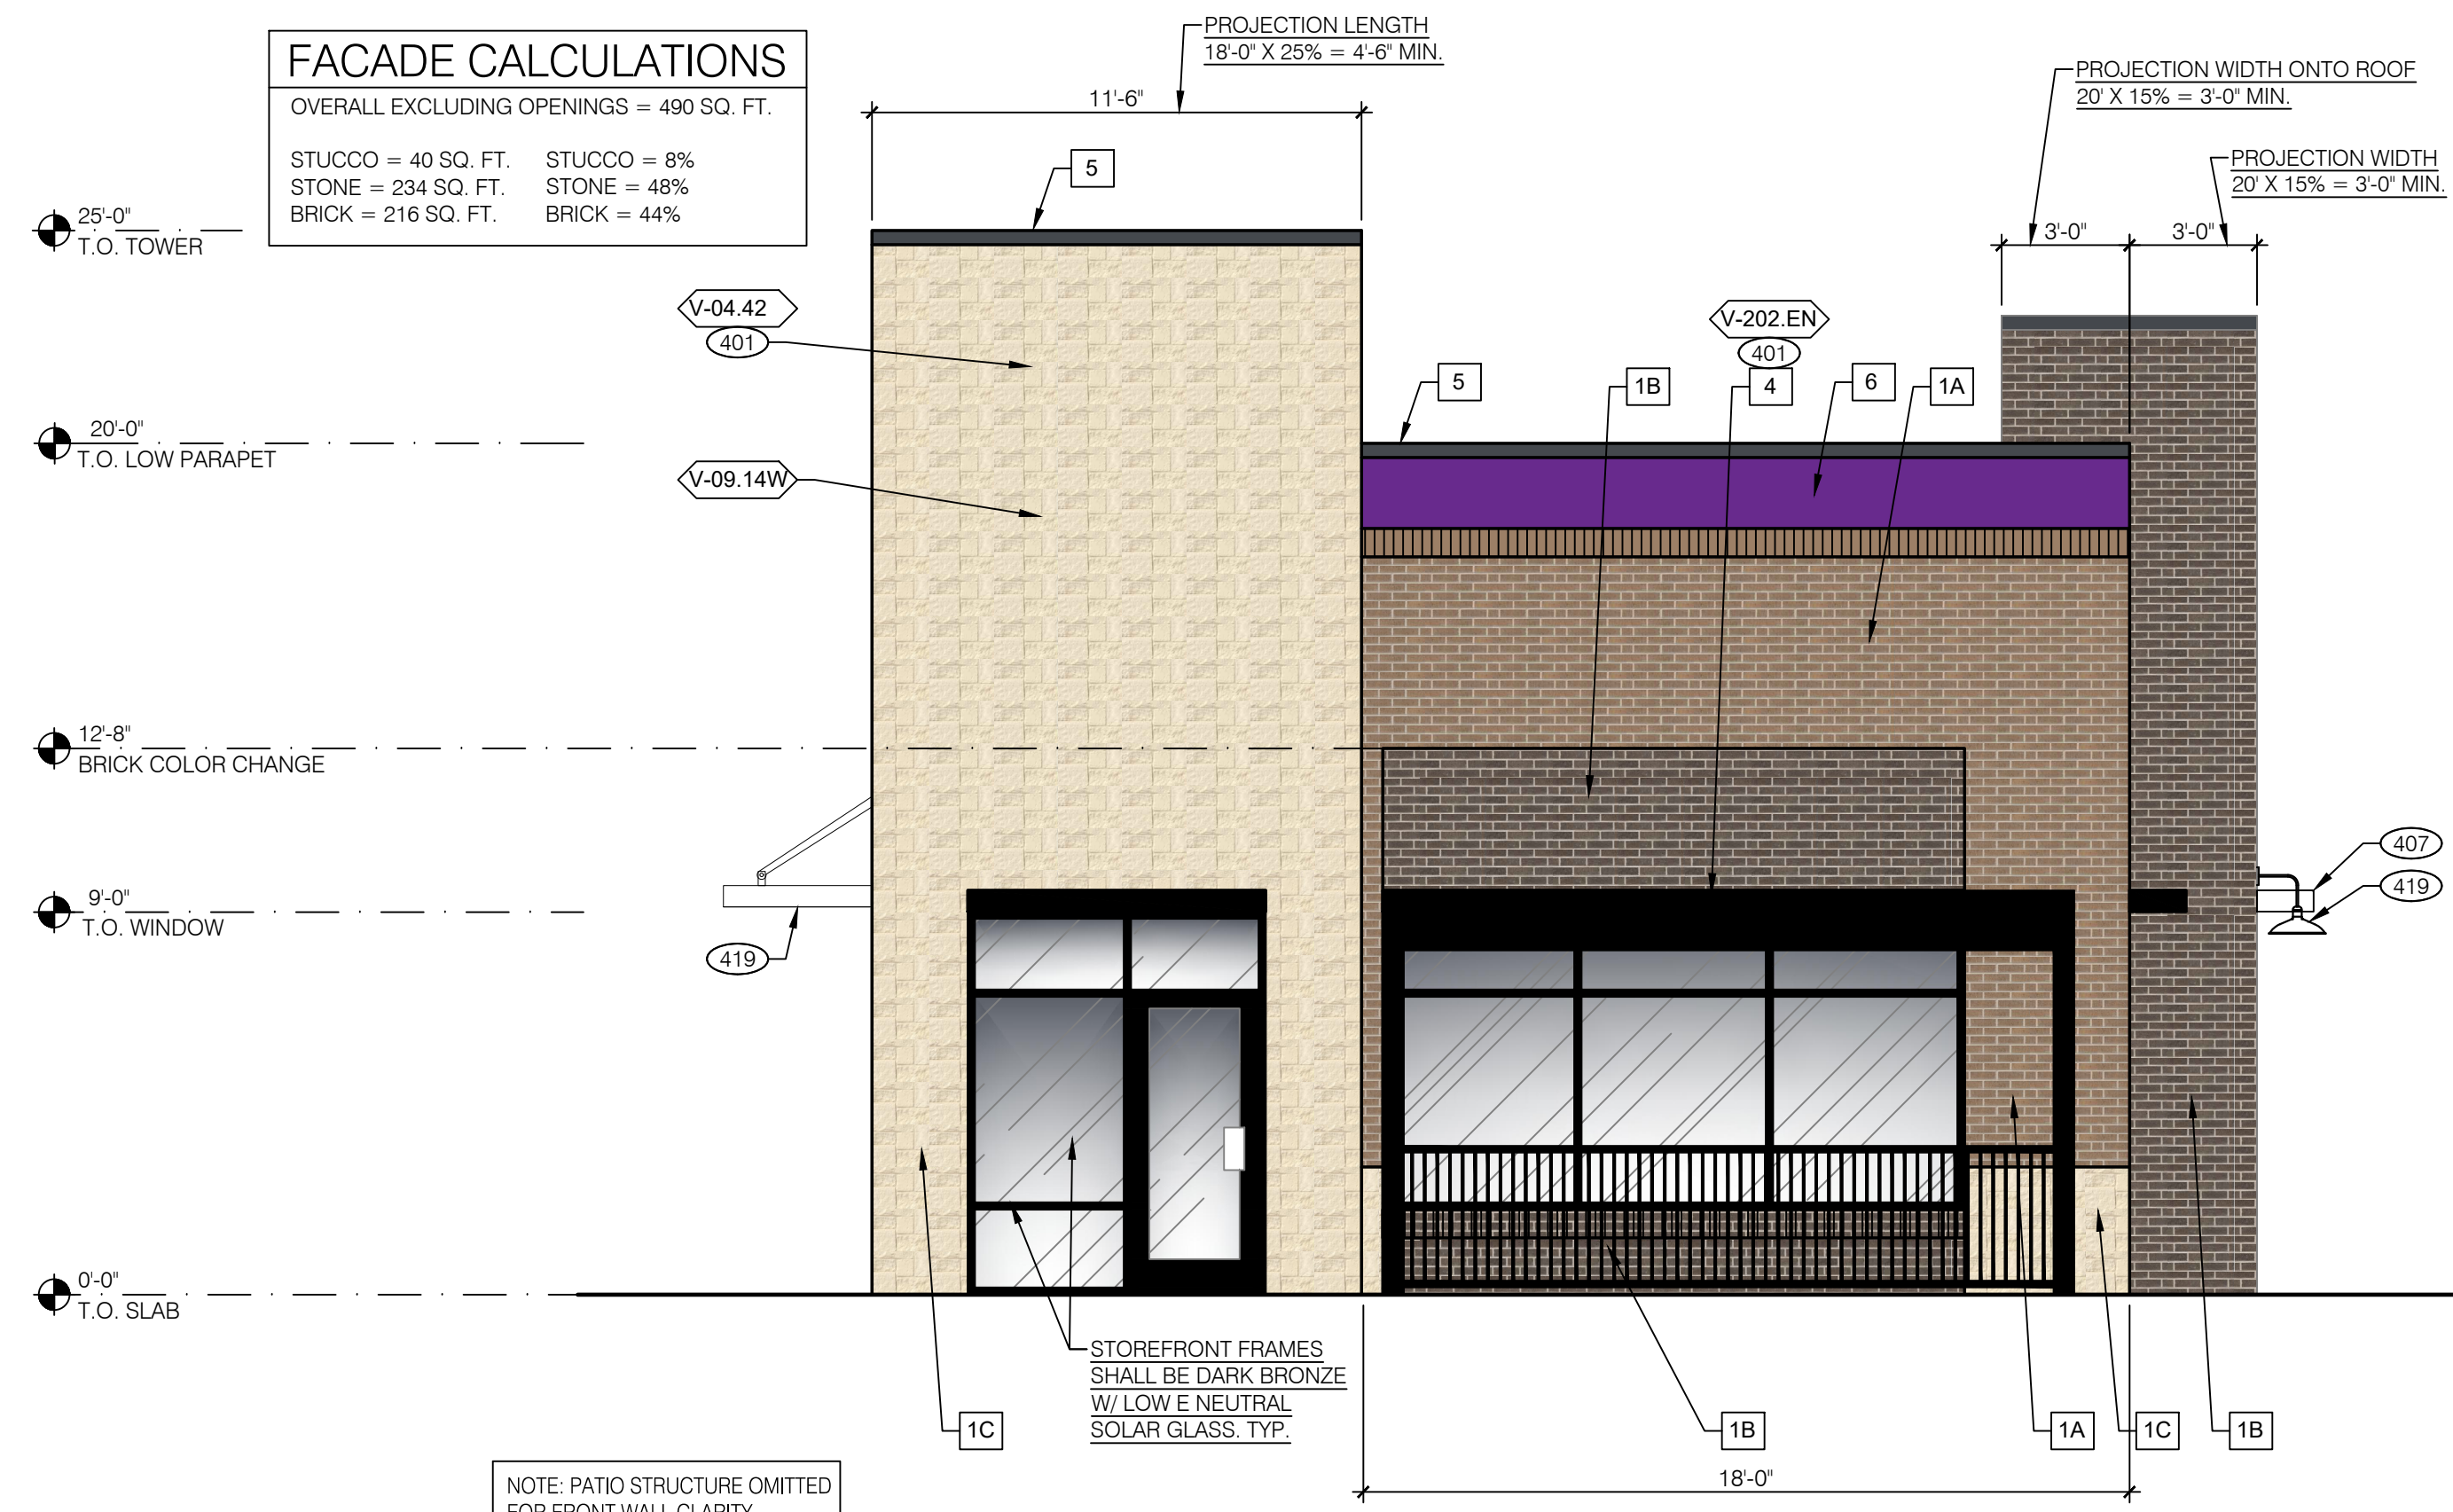 FACADE CALCULATIONS
OVERALL EXCLUDING OPENINGS = 490 SQ. FT.
STUCCO = 40 SQ. FT. STUCCO = 8%
STONE = 234 SQ. FT. STONE = 48%
BRICK = 216 SQ. FT. BRICK = 44%
PROJECTION LENGTH
18'-0" X 25% = 4'-6" MIN.
11'-6"
5
PROJECTION WIDTH ONTO ROOF
20' X 15% = 3'-0" MIN.
PROJECTION WIDTH
20' X 15% = 3'-0" MIN.
3'-0" 3'-0"
25'-0"
T.O. TOWER
V-04.42
401
V-202.EN
401
5
1B
4
6
1A
20'-0"
T.O. LOW PARAPET
V-09.14W
12'-8"
BRICK COLOR CHANGE
9'-0"
T.O. WINDOW
419
407
419
0'-0"
T.O. SLAB
STOREFRONT FRAMES
SHALL BE DARK BRONZE
W/ LOW E NEUTRAL
SOLAR GLASS. TYP.
1C
1B
1A
1C
1B
18'-0"
NOTE: PATIO STRUCTURE OMITTED
FOR FRONT WALL CLARITY